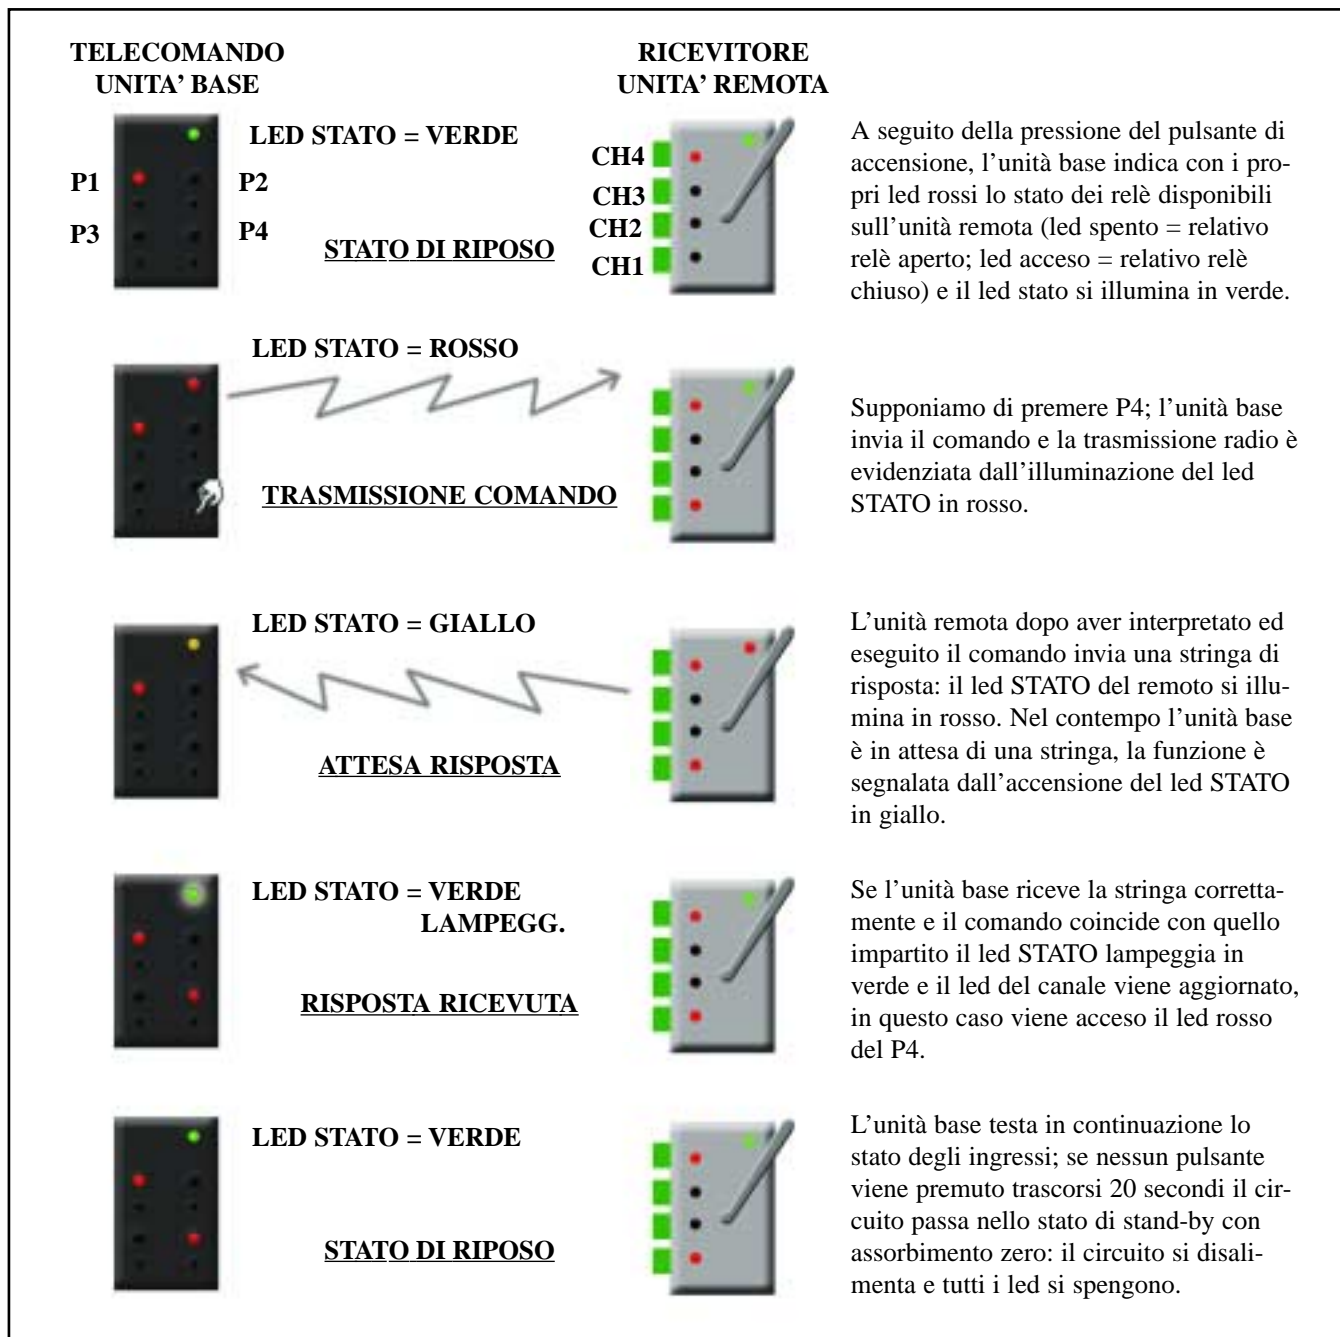 TELECOMANDO
UNITA' BASE
RICEVITORE
UNITA' REMOTA
LED STATO = VERDE
P1
P2
P3
P4
STATO DI RIPOSO
CH4
CH3
CH2
CH1
A seguito della pressione del pulsante di
accensione, l'unità base indica con i pro-
pri led rossi lo stato dei relè disponibili
sull'unità remota (led spento = relativo
relè aperto; led acceso = relativo relè
chiuso) e il led stato si illumina in verde.
LED STATO = ROSSO
TRASMISSIONE COMANDO
Supponiamo di premere P4; l'unità base
invia il comando e la trasmissione radio è
evidenziata dall'illuminazione del led
STATO in rosso.
LED STATO = GIALLO
ATTESA RISPOSTA
L'unità remota dopo aver interpretato ed
eseguito il comando invia una stringa di
risposta: il led STATO del remoto si illu-
mina in rosso. Nel contempo l'unità base
è in attesa di una stringa, la funzione è
segnalata dall'accensione del led STATO
in giallo.
LED STATO = VERDE
LAMPEGG.
RISPOSTA RICEVUTA
Se l'unità base riceve la stringa corretta-
mente e il comando coincide con quello
impartito il led STATO lampeggia in
verde e il led del canale viene aggiornato,
in questo caso viene acceso il led rosso
del P4.
LED STATO = VERDE
STATO DI RIPOSO
L'unità base testa in continuazione lo
stato degli ingressi; se nessun pulsante
viene premuto trascorsi 20 secondi il cir-
cuito passa nello stato di stand-by con
assorbimento zero: il circuito si disali-
menta e tutti i led si spengono.